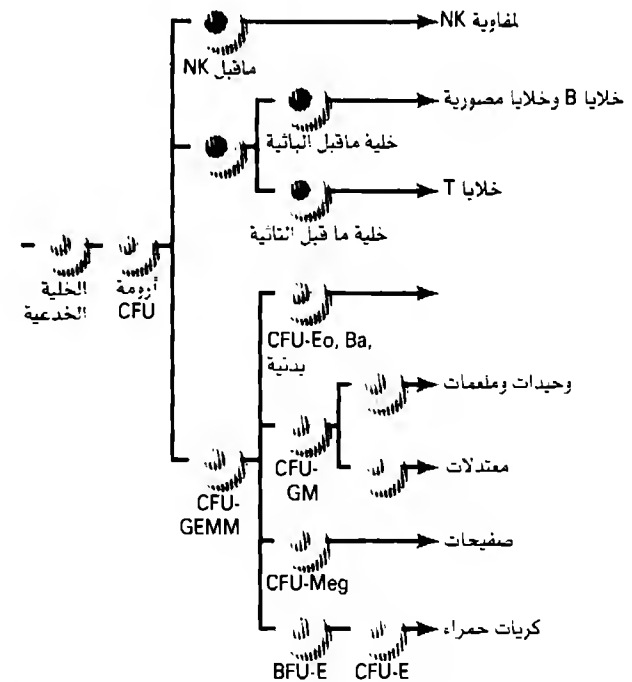 لمفاوية NK
ماقبل NK
خلايا B وخلايا مصورية
خلية ماقبل البائية
خلايا T
خلية ما قبل التائية
الخلية
الجذعية
أرومة
CFU
CFU-Eo, Ba,
بدنية
وحيدات وملعمات
CFU-
GM
معتدلات
CFU-
GEMM
صفيحات
CFU-Meg
كريات حمراء
BFU-E
CFU-E